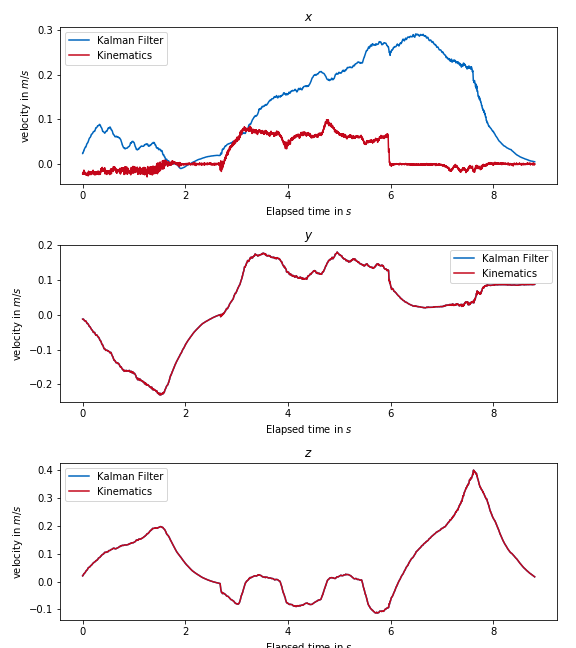 x
0.3
0.2
0.1
0.0
velocity in m/s
Kalman Filter
Kinematics
0
2
4
6
8
Elapsed time in s
y
0.2
0.1
0.0
−0.1
−0.2
velocity in m/s
Kalman Filter
Kinematics
0
2
4
6
8
Elapsed time in s
z
0.4
0.3
0.2
0.1
0.0
−0.1
velocity in m/s
Kalman Filter
Kinematics
0
2
4
6
8
Elapsed time in s